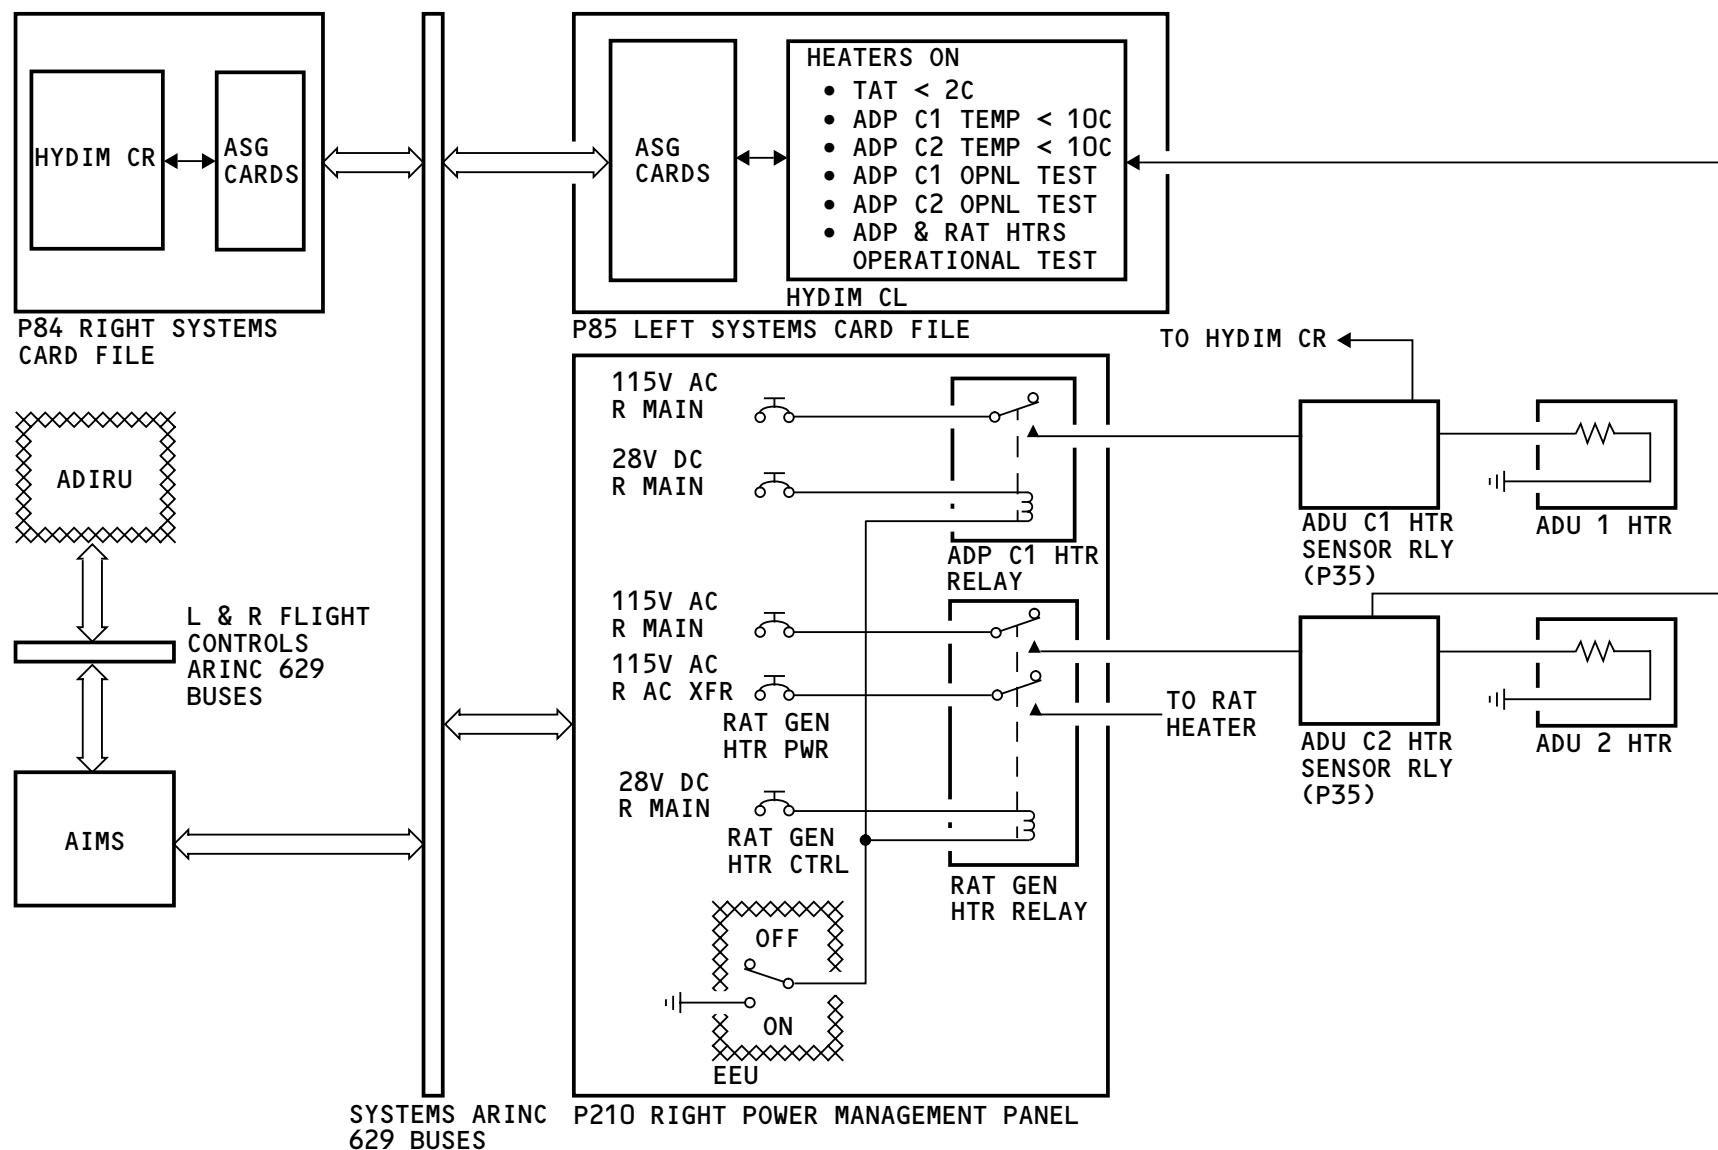 HYDIM CR
ASG
CARDS
P84 RIGHT SYSTEMS
CARD FILE
ASG
CARDS
HEATERS ON
• TAT < 2C
• ADP C1 TEMP < 10C
• ADP C2 TEMP < 10C
• ADP C1 OPNL TEST
• ADP C2 OPNL TEST
• ADP & RAT HTRS
OPERATIONAL TEST
HYDIM CL
P85 LEFT SYSTEMS CARD FILE
TO HYDIM CR
ADIRU
L & R FLIGHT
CONTROLS
ARINC 629
BUSES
AIMS
SYSTEMS ARINC
629 BUSES
115V AC
R MAIN
28V DC
R MAIN
ADP C1 HTR
RELAY
115V AC
R MAIN
115V AC
R AC XFR
RAT GEN
HTR PWR
28V DC
R MAIN
RAT GEN
HTR CTRL
RAT GEN
HTR RELAY
OFF
ON
EEU
P210 RIGHT POWER MANAGEMENT PANEL
ADU C1 HTR
SENSOR RLY
(P35)
ADU 1 HTR
TO RAT
HEATER
ADU C2 HTR
SENSOR RLY
(P35)
ADU 2 HTR